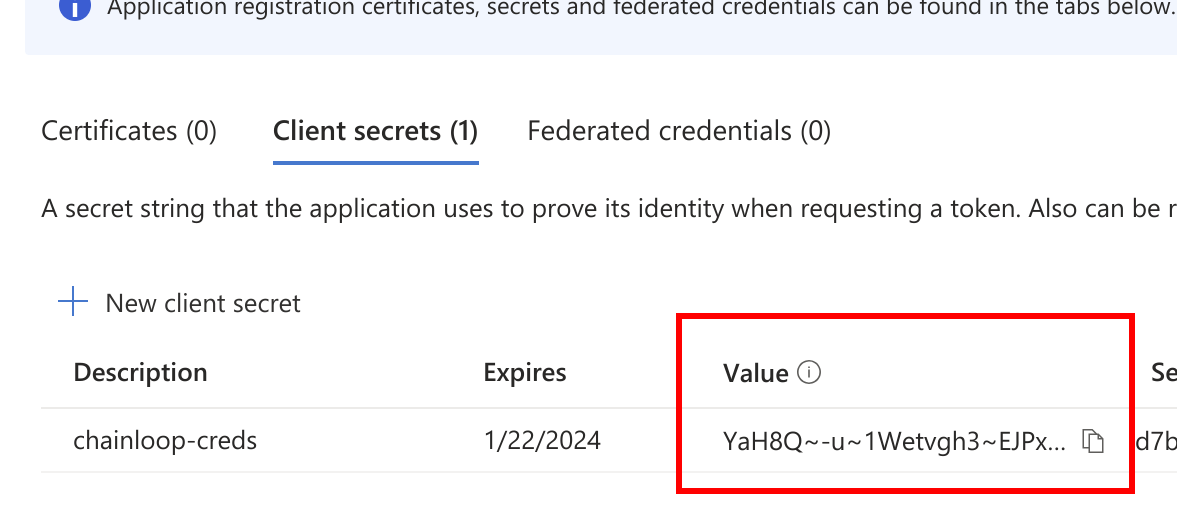 Application registration certificates, secrets and federated credentials can be found in the tabs below.
Certificates (0) Client secrets (1) Federated credentials (0)
A secret string that the application uses to prove its identity when requesting a token. Also can be r
New client secret
Description Expires Value Se
chainloop-creds 1/22/2024 YaH8Q~-u~1Wetvgh3~EJPx... d7b